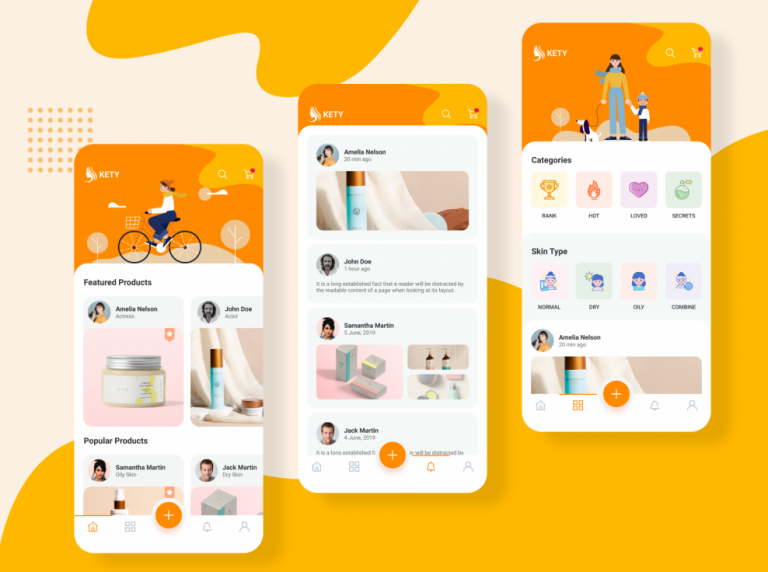 KETY
Featured Products
Amelia Nelson
Actress
John Doe
Actor
Popular Products
Samantha Martin
Oily Skin
Jack Martin
Dry Skin
KETY
Amelia Nelson
20 min ago
John Doe
1 hour ago
It is a long established fact that a reader will be distracted by
the readable content of a page when looking at its layout.
Samantha Martin
5 June, 2019
Jack Martin
4 June, 2019
It is a long established fa er will be distracted by
KETY
Categories
RANK
HOT
LOVED
SECRETS
Skin Type
NORMAL
DRY
OILY
COMBINE
Amelia Nelson
20 min ago